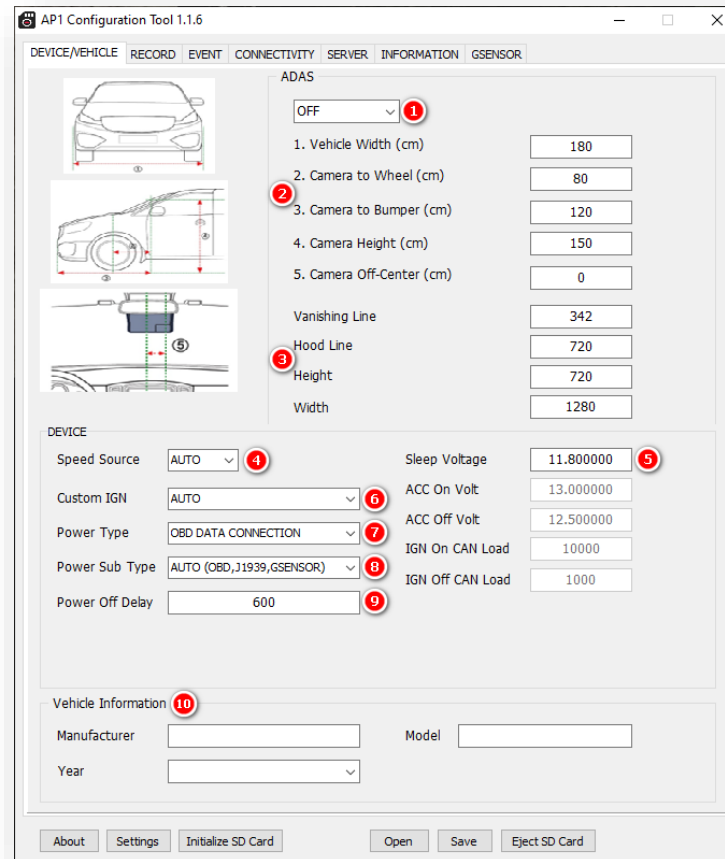 AP1 Configuration Tool 1.1.6
DEVICE/VEHICLE RECORD EVENT CONNECTIVITY SERVER INFORMATION GSENSOR
ADAS
OFF 1
1. Vehicle Width (cm) 180
2. Camera to Wheel (cm) 80
2
3. Camera to Bumper (cm) 120
4. Camera Height (cm) 150
5. Camera Off-Center (cm) 0
Vanishing Line 342
Hood Line 720
3
Height 720
Width 1280
①
③
⑤
DEVICE
Speed Source AUTO 4 Sleep Voltage 11.800000 5
Custom IGN AUTO 6 ACC On Volt 13.000000
Power Type OBD DATA CONNECTION 7 ACC Off Volt 12.500000
Power Sub Type AUTO (OBD,J1939,GSENSOR) 8 IGN On CAN Load 10000
Power Off Delay 600 9 IGN Off CAN Load 1000
Vehicle Information 10
Manufacturer Model
Year
About Settings Initialize SD Card Open Save Eject SD Card